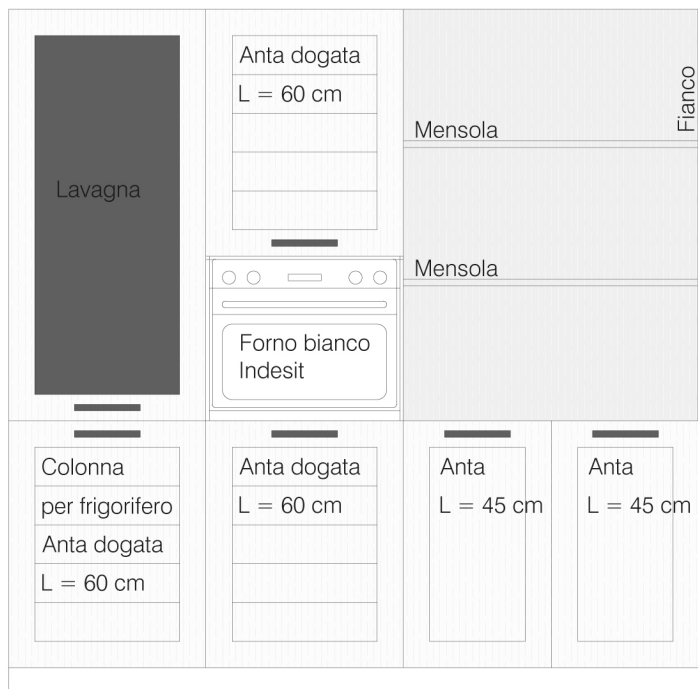 Lavagna
Anta dogata
L = 60 cm
Mensola
Fianco
Mensola
Forno bianco
Indesit
Colonna
per frigorifero
Anta dogata
L = 60 cm
Anta dogata
L = 60 cm
Anta
L = 45 cm
Anta
L = 45 cm